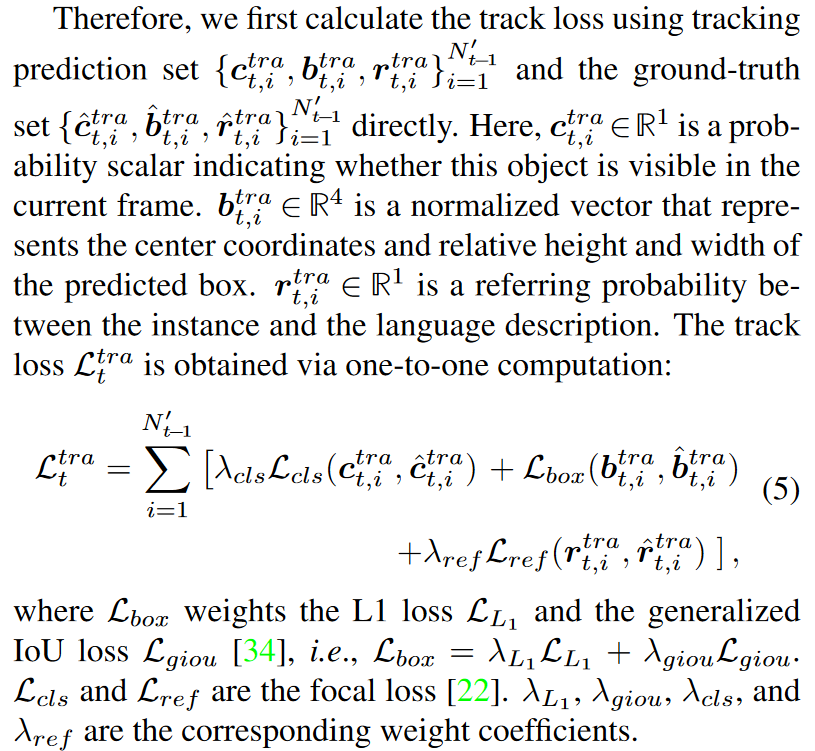 Therefore, we first calculate the track loss using tracking
prediction set $\{\boldsymbol{c}_{t,i}^{tra}, \boldsymbol{b}_{t,i}^{tra}, \boldsymbol{r}_{t,i}^{tra}\}_{i=1}^{N'_{t-1}}$ and the ground-truth
set $\{\hat{\boldsymbol{c}}_{t,i}^{tra}, \hat{\boldsymbol{b}}_{t,i}^{tra}, \hat{\boldsymbol{r}}_{t,i}^{tra}\}_{i=1}^{N'_{t-1}}$ directly. Here, $\boldsymbol{c}_{t,i}^{tra} \in \mathbb{R}^1$ is a prob-
ability scalar indicating whether this object is visible in the
current frame. $\boldsymbol{b}_{t,i}^{tra} \in \mathbb{R}^4$ is a normalized vector that repre-
sents the center coordinates and relative height and width of
the predicted box. $\boldsymbol{r}_{t,i}^{tra} \in \mathbb{R}^1$ is a referring probability be-
tween the instance and the language description. The track
loss $\mathcal{L}_t^{tra}$ is obtained via one-to-one computation:
$\mathcal{L}_t^{tra} = \sum_{i=1}^{N'_{t-1}} [\lambda_{cls}\mathcal{L}_{cls}(\boldsymbol{c}_{t,i}^{tra}, \hat{\boldsymbol{c}}_{t,i}^{tra}) + \mathcal{L}_{box}(\boldsymbol{b}_{t,i}^{tra}, \hat{\boldsymbol{b}}_{t,i}^{tra})$ (5)
$+\lambda_{ref}\mathcal{L}_{ref}(\boldsymbol{r}_{t,i}^{tra}, \hat{\boldsymbol{r}}_{t,i}^{tra}) ],$
where $\mathcal{L}_{box}$ weights the L1 loss $\mathcal{L}_{L_1}$ and the generalized
IoU loss $\mathcal{L}_{giou}$ [34], i.e., $\mathcal{L}_{box} = \lambda_{L_1}\mathcal{L}_{L_1} + \lambda_{giou}\mathcal{L}_{giou}.$
$\mathcal{L}_{cls}$ and $\mathcal{L}_{ref}$ are the focal loss [22]. $\lambda_{L_1}$, $\lambda_{giou}$, $\lambda_{cls}$, and
$\lambda_{ref}$ are the corresponding weight coefficients.